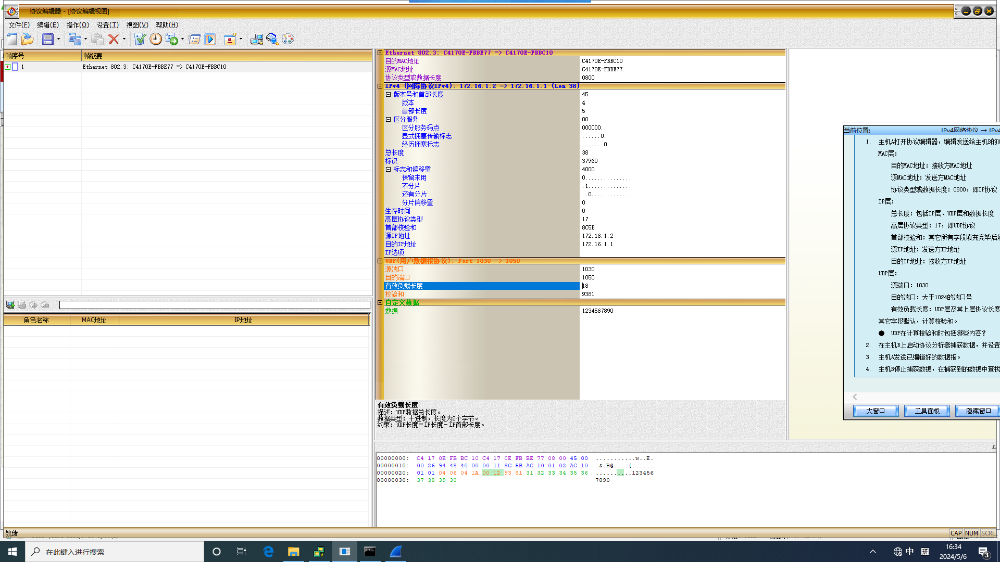 协议编辑器 - [协议编辑视图]
文件(F) 编辑(E) 操作(O) 设置(T) 视图(V) 帮助(H)
帧序号 帧概要
1 Ethernet 802.3: C4170E-FBBE77 => C4170E-FBBC10
角色名称 MAC地址 IP地址
Ethernet 802.3: C4170E-FBBE77 => C4170E-FBBC10
目的MAC地址 C4170E-FBBC10
源MAC地址 C4170E-FBBE77
协议类型或数据长度 0800
IPv4 (网际协议IPv4): 172.16.1.2 => 172.16.1.1 (Len 38)
版本号和首部长度 45
版本 4
首部长度 5
区分服务 00
区分服务码点 000000..
显式拥塞传输标志 ......0.
经历拥塞标志 .......0
总长度 38
标识 37960
标志和偏移量 4000
保留未用 0...............
不分片 .1..............
还有分片 ..0.............
分片偏移量 0
生存时间 0
高层协议类型 17
首部校验和 8C5B
源IP地址 172.16.1.2
目的IP地址 172.16.1.1
IP选项
UDP(用户数据报协议): Port 1030 => 1050
源端口 1030
目的端口 1050
有效负载长度 18
校验和 9381
自定义数据
数据 1234567890
有效负载长度
描述: UDP数据总长度。
数据类型: 十进制, 长度为2个字节。
约束: UDP长度=IP长度-IP首部长度。
00000000: C4 17 0E FB BC 10 C4 17 0E FB BE 77 08 00 45 00 ...........w..E.
00000010: 00 26 94 48 40 00 00 11 8C 5B AC 10 01 02 AC 10 .&.H@....[......
00000020: 01 01 04 06 04 1A 00 12 93 81 31 32 33 34 35 36 ..........123456
00000030: 37 38 39 30 7890
当前位置: IPv4网络协议 → IPv4
1. 主机A打开协议编辑器，编辑发送给主机B的U
MAC层:
目的MAC地址: 接收方MAC地址
源MAC地址: 发送方MAC地址
协议类型或数据长度: 0800，即IP协议
IP层:
总长度: 包括IP层、UDP层和数据长度
高层协议类型: 17，即UDP协议
首部校验和: 其它所有字段填充完毕后填
源IP地址: 发送方IP地址
目的IP地址: 接收方IP地址
UDP层:
源端口: 1030
目的端口: 大于1024的端口号
有效负载长度: UDP层及其上层协议长度
其它字段默认，计算校验和。
● UDP在计算校验和时包括哪些内容?
2. 在主机B上启动协议分析器捕获数据，并设置
3. 主机A发送已编辑好的数据报。
4. 主机B停止捕获数据，在捕获到的数据中查找
大窗口 工具面板 隐藏窗口
就绪 CAP NUM SCRL
在此键入进行搜索
中 拼
16:34
2024/5/6
3